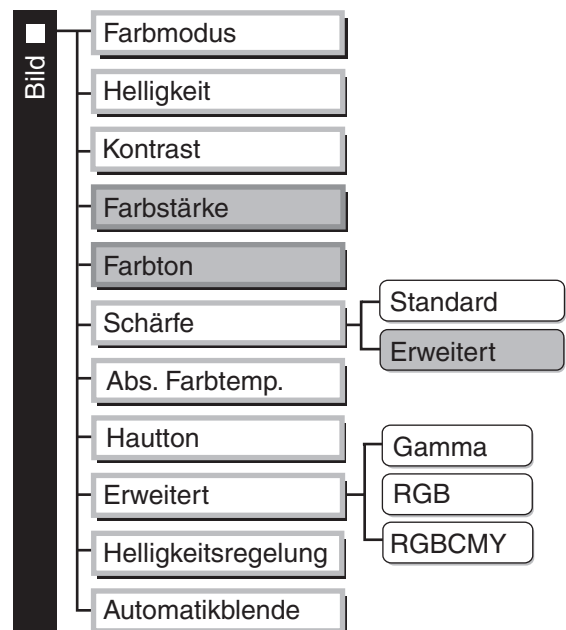 Bild
Farbmodus
Helligkeit
Kontrast
Farbstärke
Farbton
Schärfe
Standard
Erweitert
Abs. Farbtemp.
Hautton
Erweitert
Gamma
RGB
RGBCMY
Helligkeitsregelung
Automatikblende